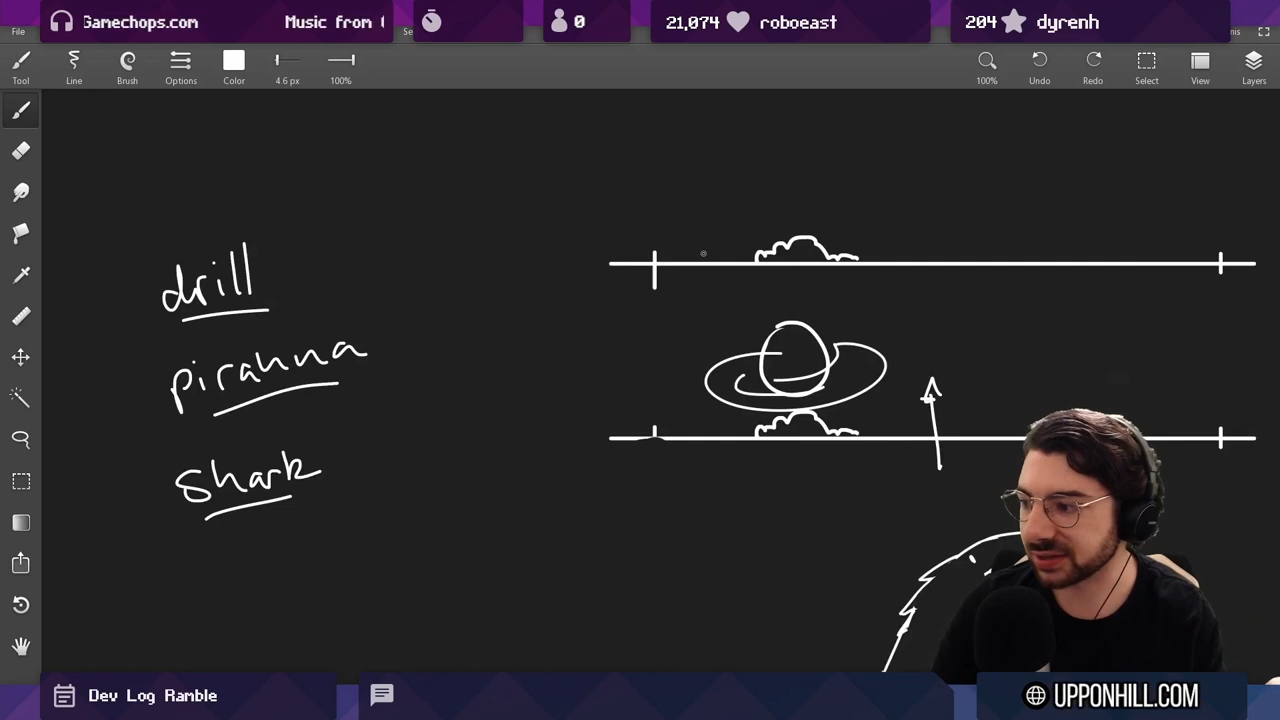 Gamechops.com
Music from
0
21,074 roboeast
204 dyrenh
File
Tool
Line
Brush
Options
Color
4.6 px
100%
100%
Undo
Redo
Select
View
Layers
drill
pirahna
shark
Dev Log Ramble
UPPONHILL.COM